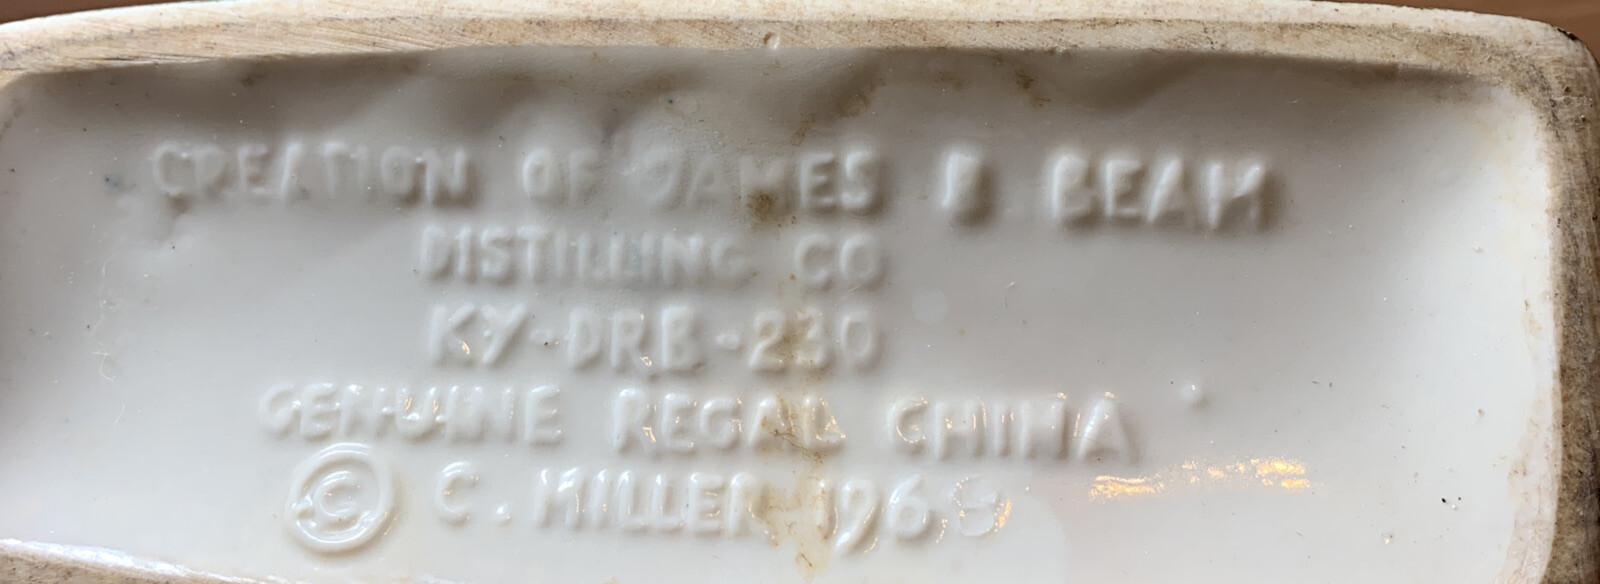 CREATION OF JAMES B. BEAM
DISTILLING CO
KY-DRB-230
GENUINE REGAL CHINA
© C. MILLER